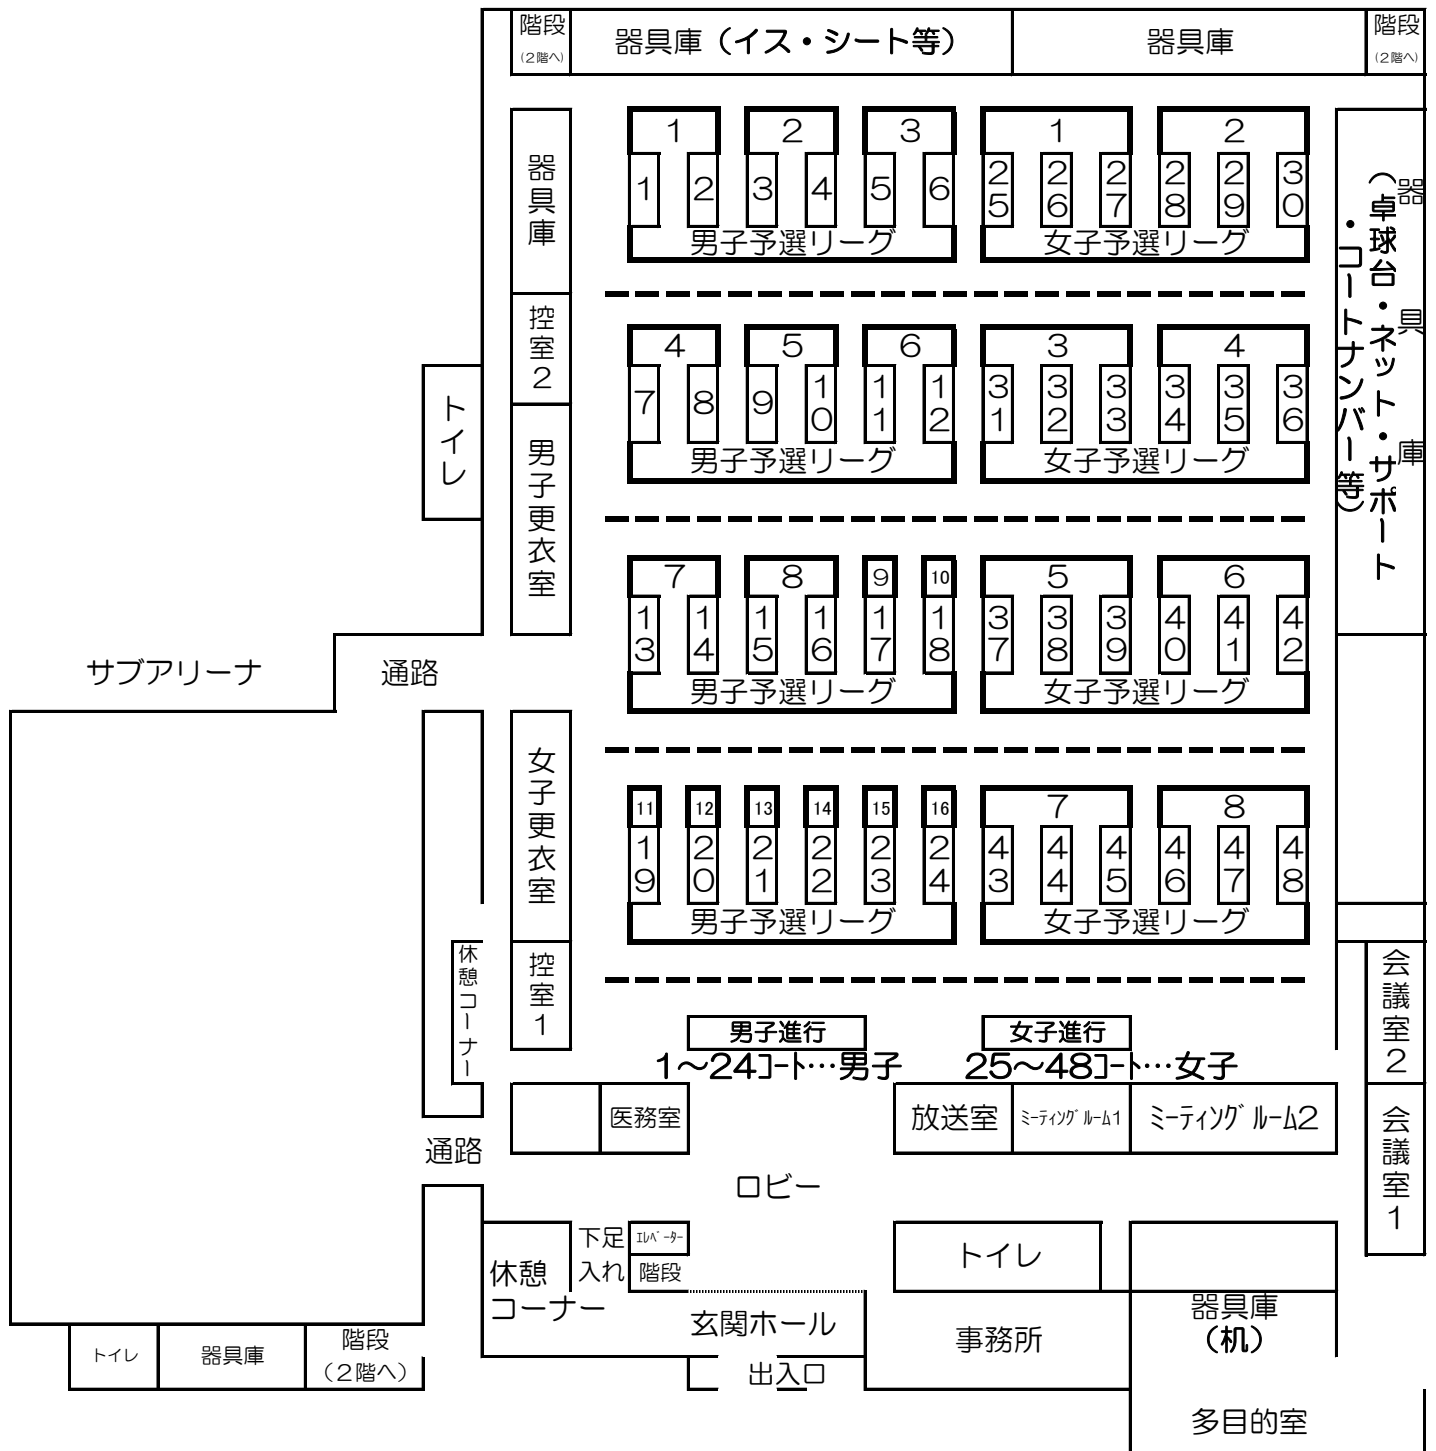 階段
(2階へ)
器具庫（イス・シート等）
器具庫
階段
(2階へ)
器具庫
1 2 3 1 2
1 2 3 4 5 6 25 26 27 28 29 30
男子予選リーグ 女子予選リーグ
器具庫
（卓球台・ネット・サポート
・コートナンバー等）
控室2
4 5 6 3 4
7 8 9 10 11 12 31 32 33 34 35 36
男子予選リーグ 女子予選リーグ
トイレ
男子更衣室
7 8 9 10 5 6
13 14 15 16 17 18 37 38 39 40 41 42
男子予選リーグ 女子予選リーグ
サブアリーナ
通路
女子更衣室
11 12 13 14 15 16 7 8
19 20 21 22 23 24 43 44 45 46 47 48
男子予選リーグ 女子予選リーグ
休憩コーナー
控室1
男子進行 女子進行
1～24ｺｰﾄ…男子 25～48ｺｰﾄ…女子
会議室2
医務室
放送室
ﾐｰﾃｨﾝｸﾞﾙｰﾑ1
ﾐｰﾃｨﾝｸﾞﾙｰﾑ2
会議室1
通路
ロビー
下足
入れ
ｴﾚﾍﾞｰﾀｰ
階段
トイレ
休憩
コーナー
玄関ホール
事務所
器具庫
（机）
トイレ
器具庫
階段
（2階へ）
出入口
多目的室